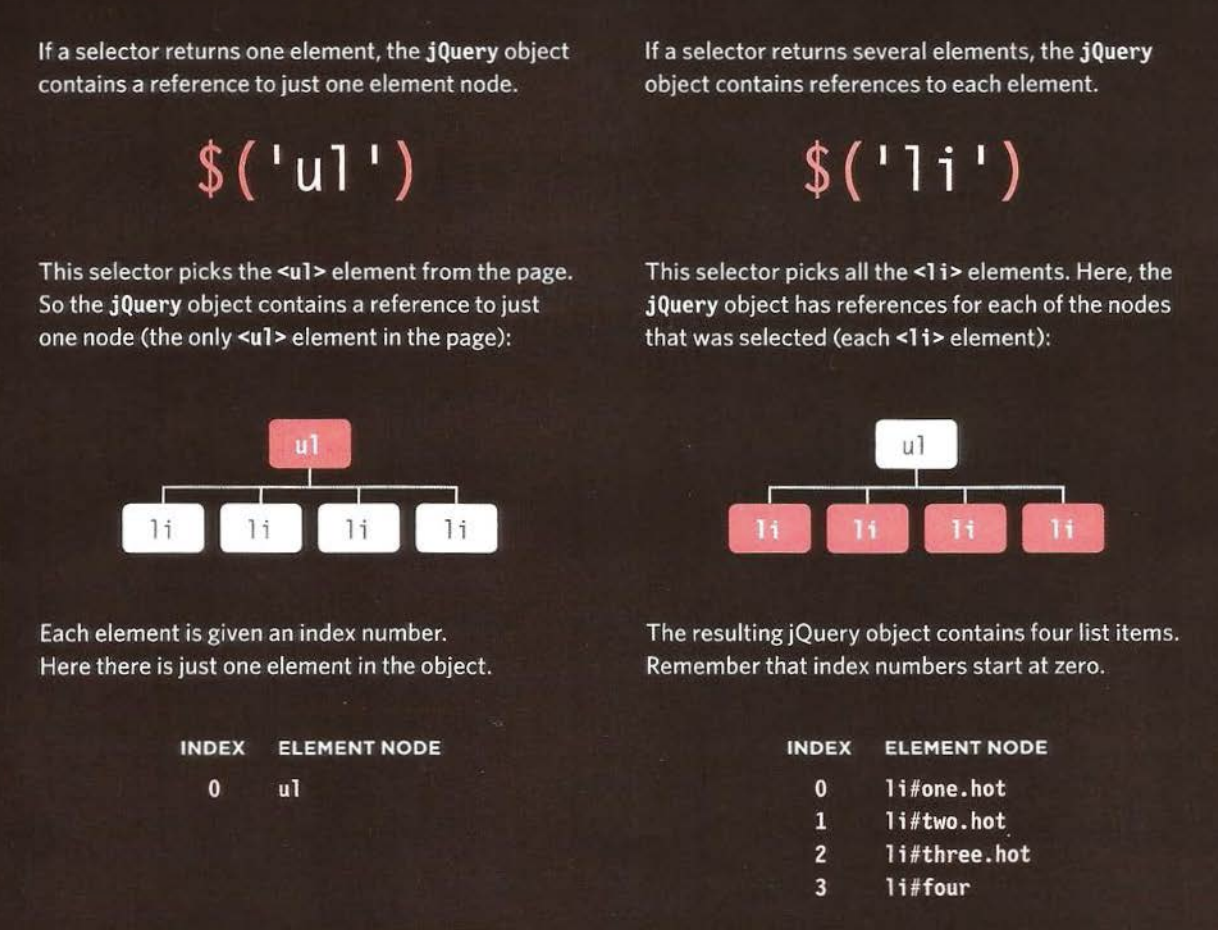 If a selector returns one element, the jQuery object
contains a reference to just one element node.
$('ul')
This selector picks the <ul> element from the page.
So the jQuery object contains a reference to just
one node (the only <ul> element in the page):
ul
li li li li
Each element is given an index number.
Here there is just one element in the object.
INDEX ELEMENT NODE
0 ul
If a selector returns several elements, the jQuery
object contains references to each element.
$('li')
This selector picks all the <li> elements. Here, the
jQuery object has references for each of the nodes
that was selected (each <li> element):
ul
li li li li
The resulting jQuery object contains four list items.
Remember that index numbers start at zero.
INDEX ELEMENT NODE
0 li#one.hot
1 li#two.hot
2 li#three.hot
3 li#four